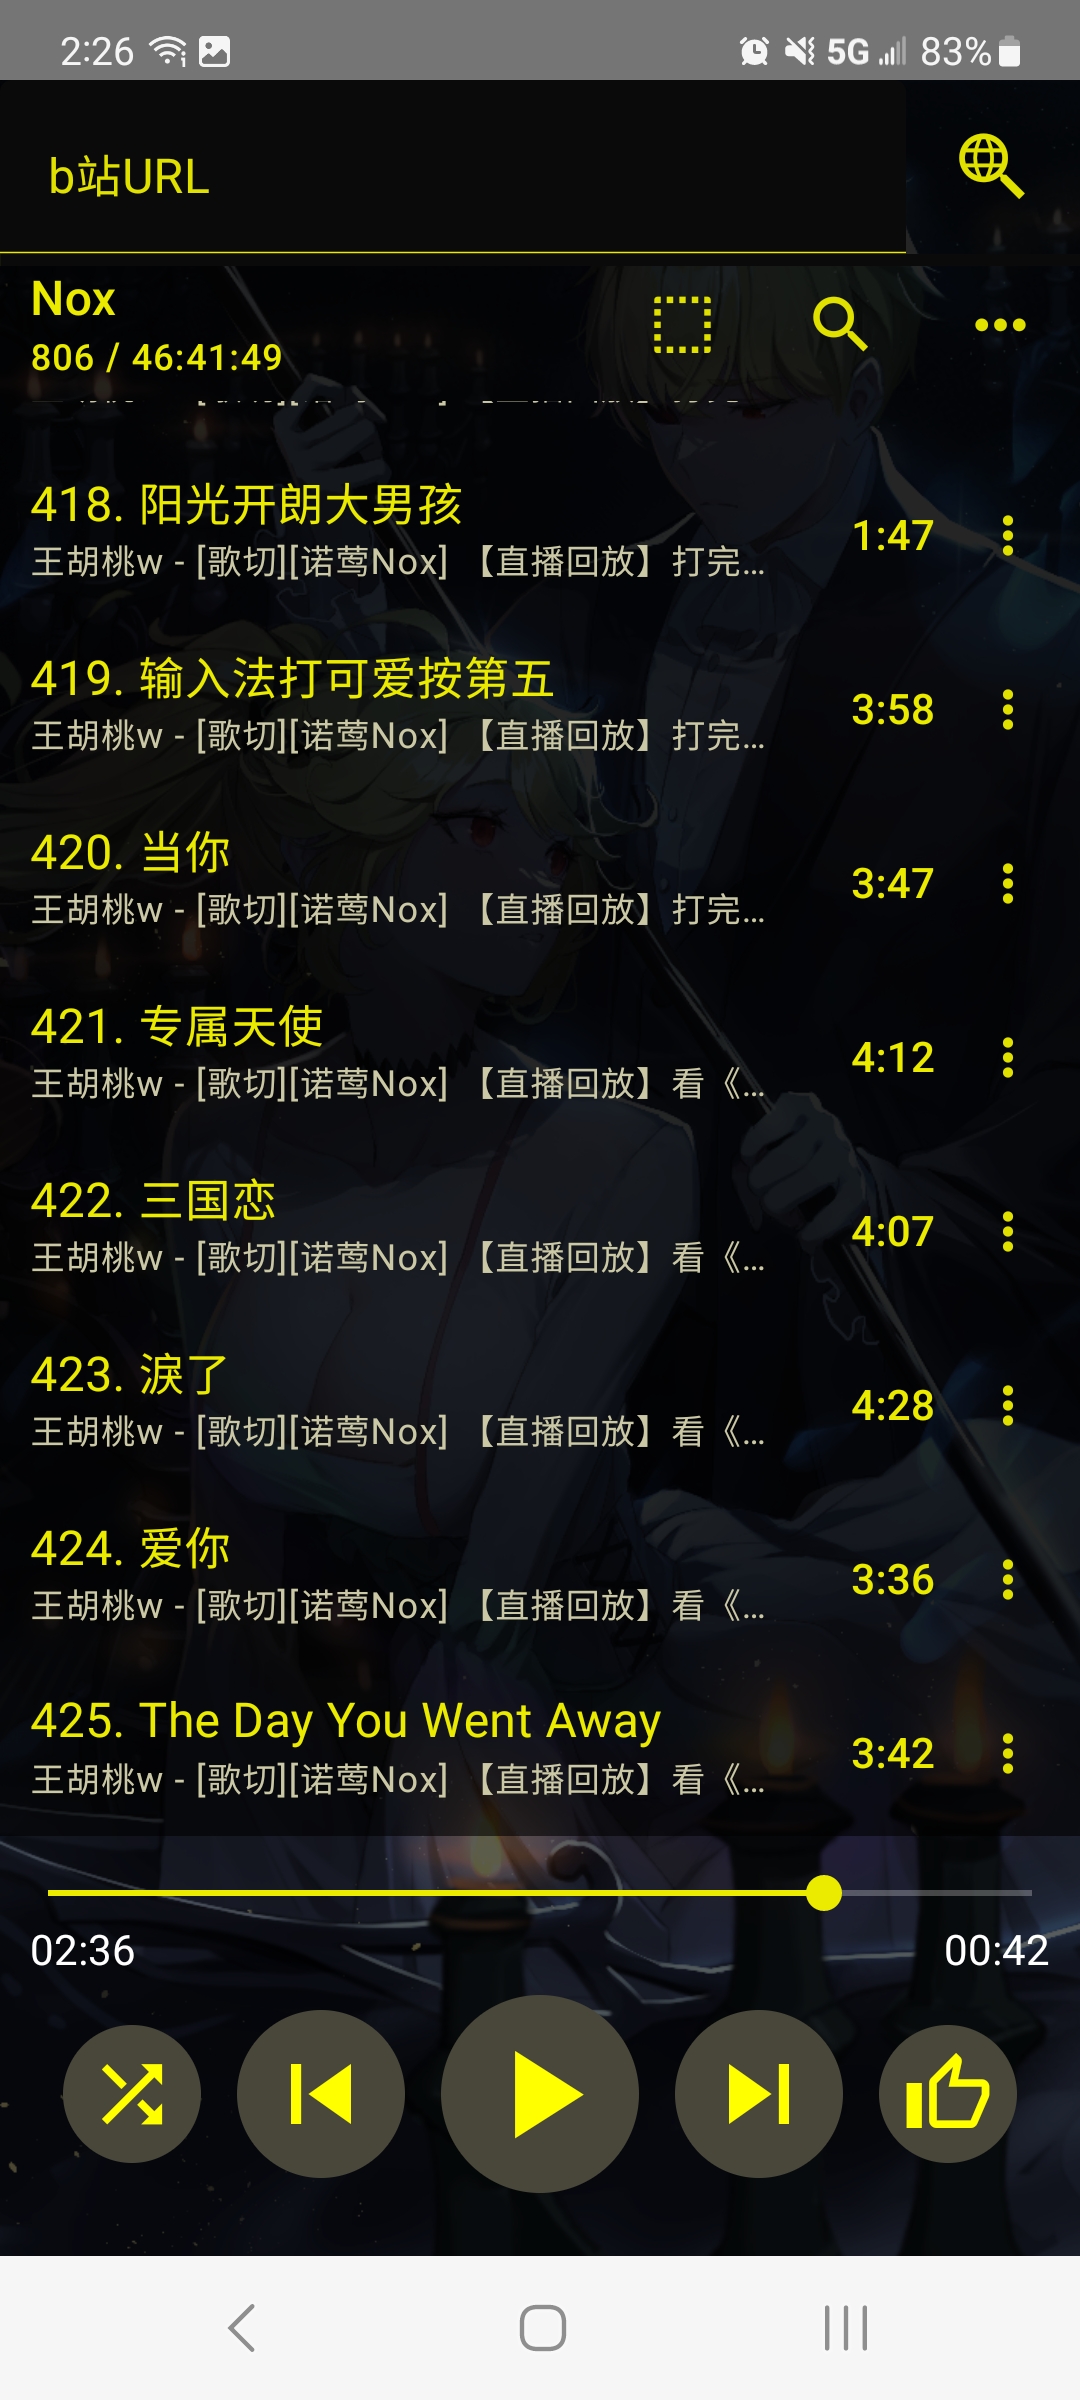 2:26 5G 83%
b站URL
Nox
806 / 46:41:49
418. 阳光开朗大男孩
王胡桃w - [歌切][诺莺Nox] 【直播回放】打完...
1:47
419. 输入法打可爱按第五
王胡桃w - [歌切][诺莺Nox] 【直播回放】打完...
3:58
420. 当你
王胡桃w - [歌切][诺莺Nox] 【直播回放】打完...
3:47
421. 专属天使
王胡桃w - [歌切][诺莺Nox] 【直播回放】看《...
4:12
422. 三国恋
王胡桃w - [歌切][诺莺Nox] 【直播回放】看《...
4:07
423. 淚了
王胡桃w - [歌切][诺莺Nox] 【直播回放】看《...
4:28
424. 爱你
王胡桃w - [歌切][诺莺Nox] 【直播回放】看《...
3:36
425. The Day You Went Away
王胡桃w - [歌切][诺莺Nox] 【直播回放】看《...
3:42
02:36
00:42